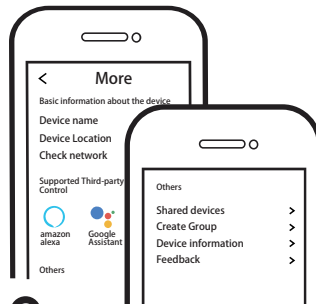 <
More
Basic information about the device
Device name
Device Location
Check network
Supported Third-party
Control
amazon
alexa
Google
Assistant
Others
Others
Shared devices >
Create Group >
Device information >
Feedback >